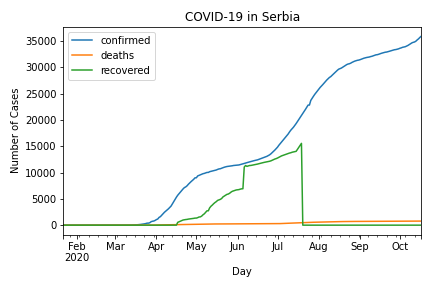 COVID-19 in Serbia
confirmed
deaths
recovered
35000
30000
25000
20000
15000
10000
5000
0
Number of Cases
Feb Mar Apr May Jun Jul Aug Sep Oct
2020
Day